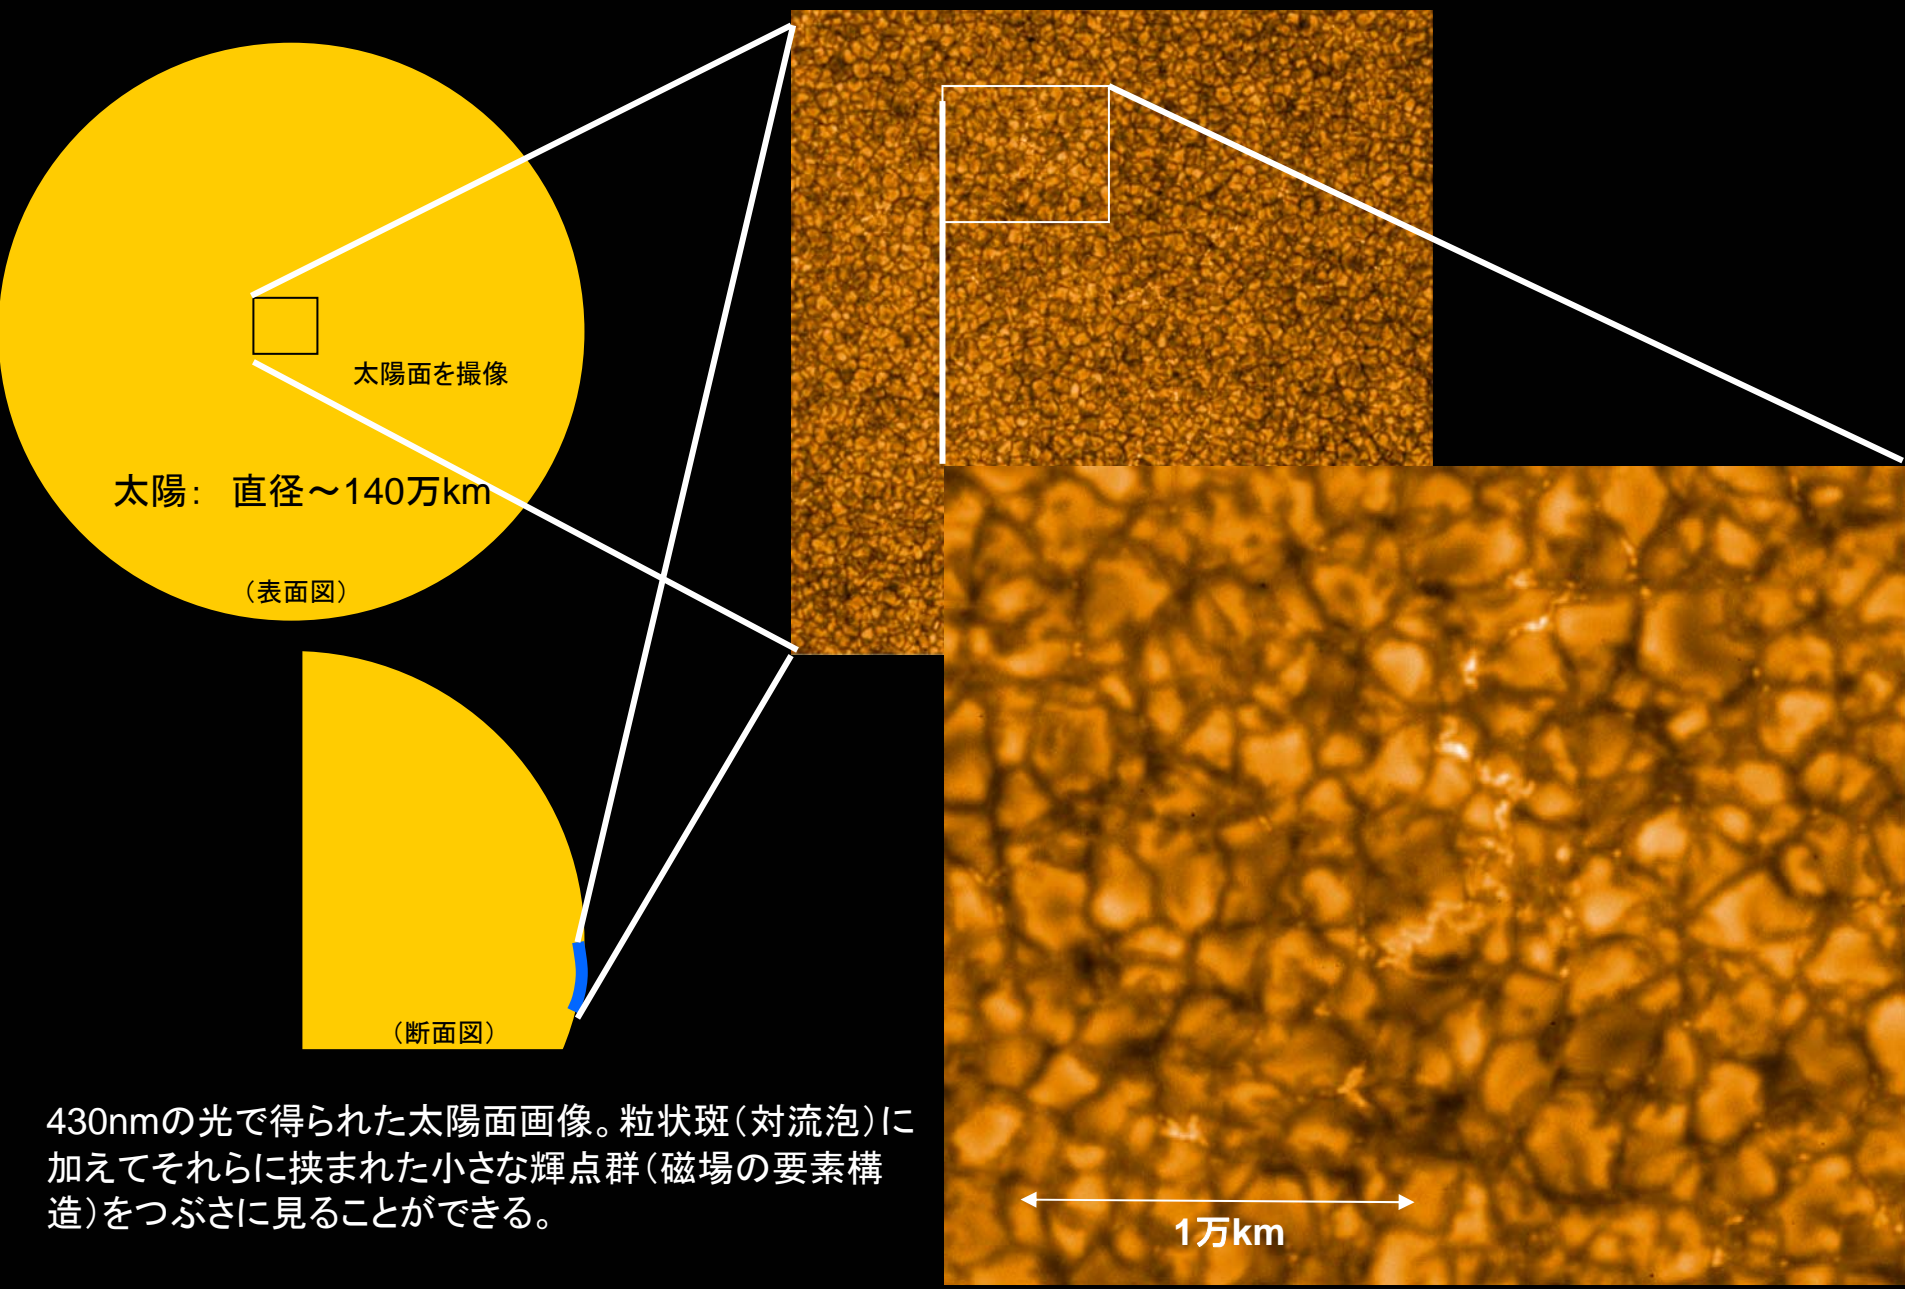 太陽面を撮像
太陽： 直径～140万km
（表面図）
（断面図）
430nmの光で得られた太陽面画像。粒状斑（対流泡）に
加えてそれらに挟まれた小さな輝点群（磁場の要素構
造）をつぶさに見ることができる。
1万km